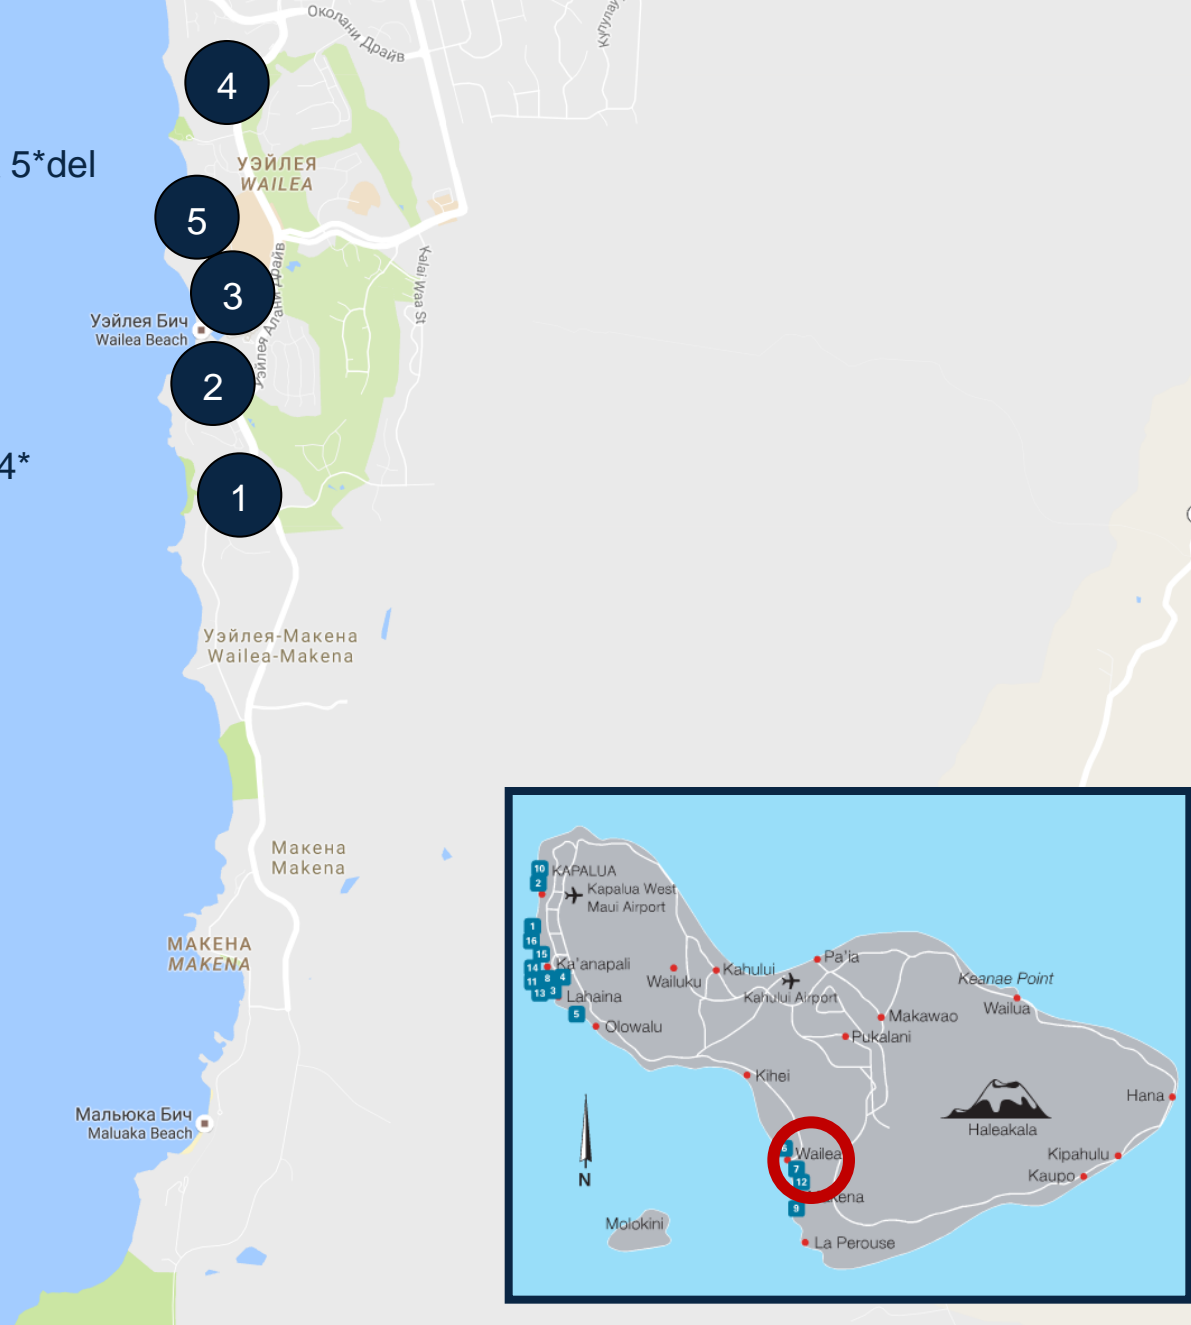 Околани Драйв
Кулулау
4
5*del
УЭЙЛЕЯ
WAILEA
5
3
Kalai Waa St
Уэйлея Алани Драйв
Уэйлея Бич
Wailea Beach
2
4*
1
Уэйлея-Макена
Wailea-Makena
Макена
Makena
МАКЕНА
MAKENA
Мальюка Бич
Maluaka Beach
10
KAPALUA
2
Kapalua West
Maui Airport
1
16
15
14
Ka'anapali
11
8
4
13
3
Lahaina
5
Olowalu
Wailuku
Kahului
Kahului Airport
Pa'ia
Keanae Point
Wailua
Makawao
Pukalani
Kihei
Haleakala
Hana
Kipahulu
Kaupo
6
Wailea
7
12
kena
9
La Perouse
Molokini
N